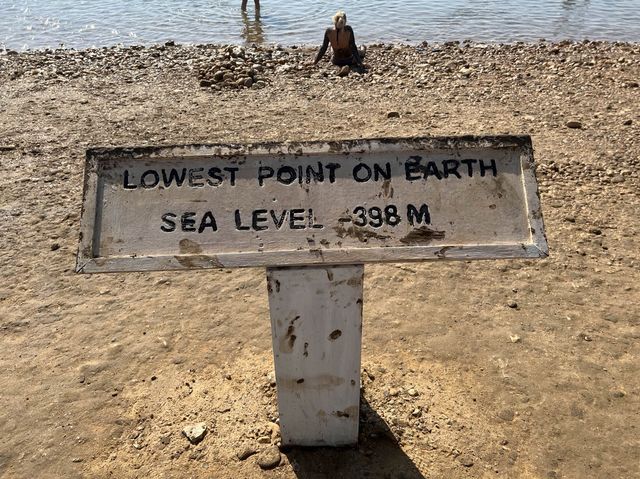 LOWEST POINT ON EARTH
SEA LEVEL -398 M